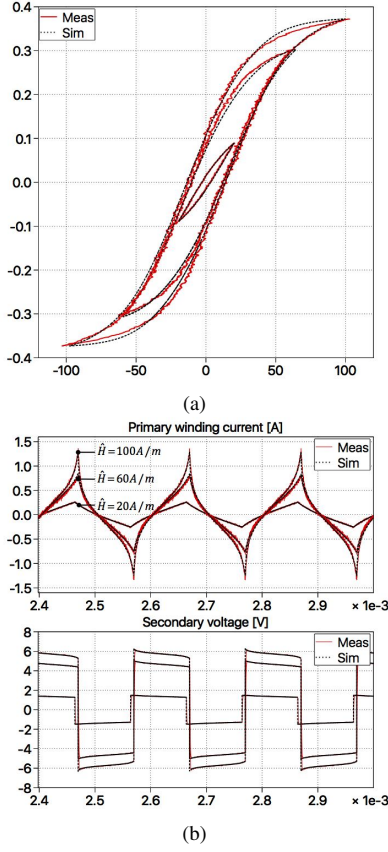 0.4
Meas
Sim
0.3
0.2
0.1
0.0
-0.1
-0.2
-0.3
-0.4
-100 -50 0 50 100
(a)
Primary winding current [A]
Meas
Sim
1.5
1.0
0.5
0.0
-0.5
-1.0
-1.5
Ĥ=100A/m
Ĥ=60A/m
Ĥ=20A/m
2.4 2.5 2.6 2.7 2.8 2.9 × 1e-3
Secondary voltage [V]
Meas
Sim
8
6
4
2
0
-2
-4
-6
-8
2.4 2.5 2.6 2.7 2.8 2.9 × 1e-3
(b)